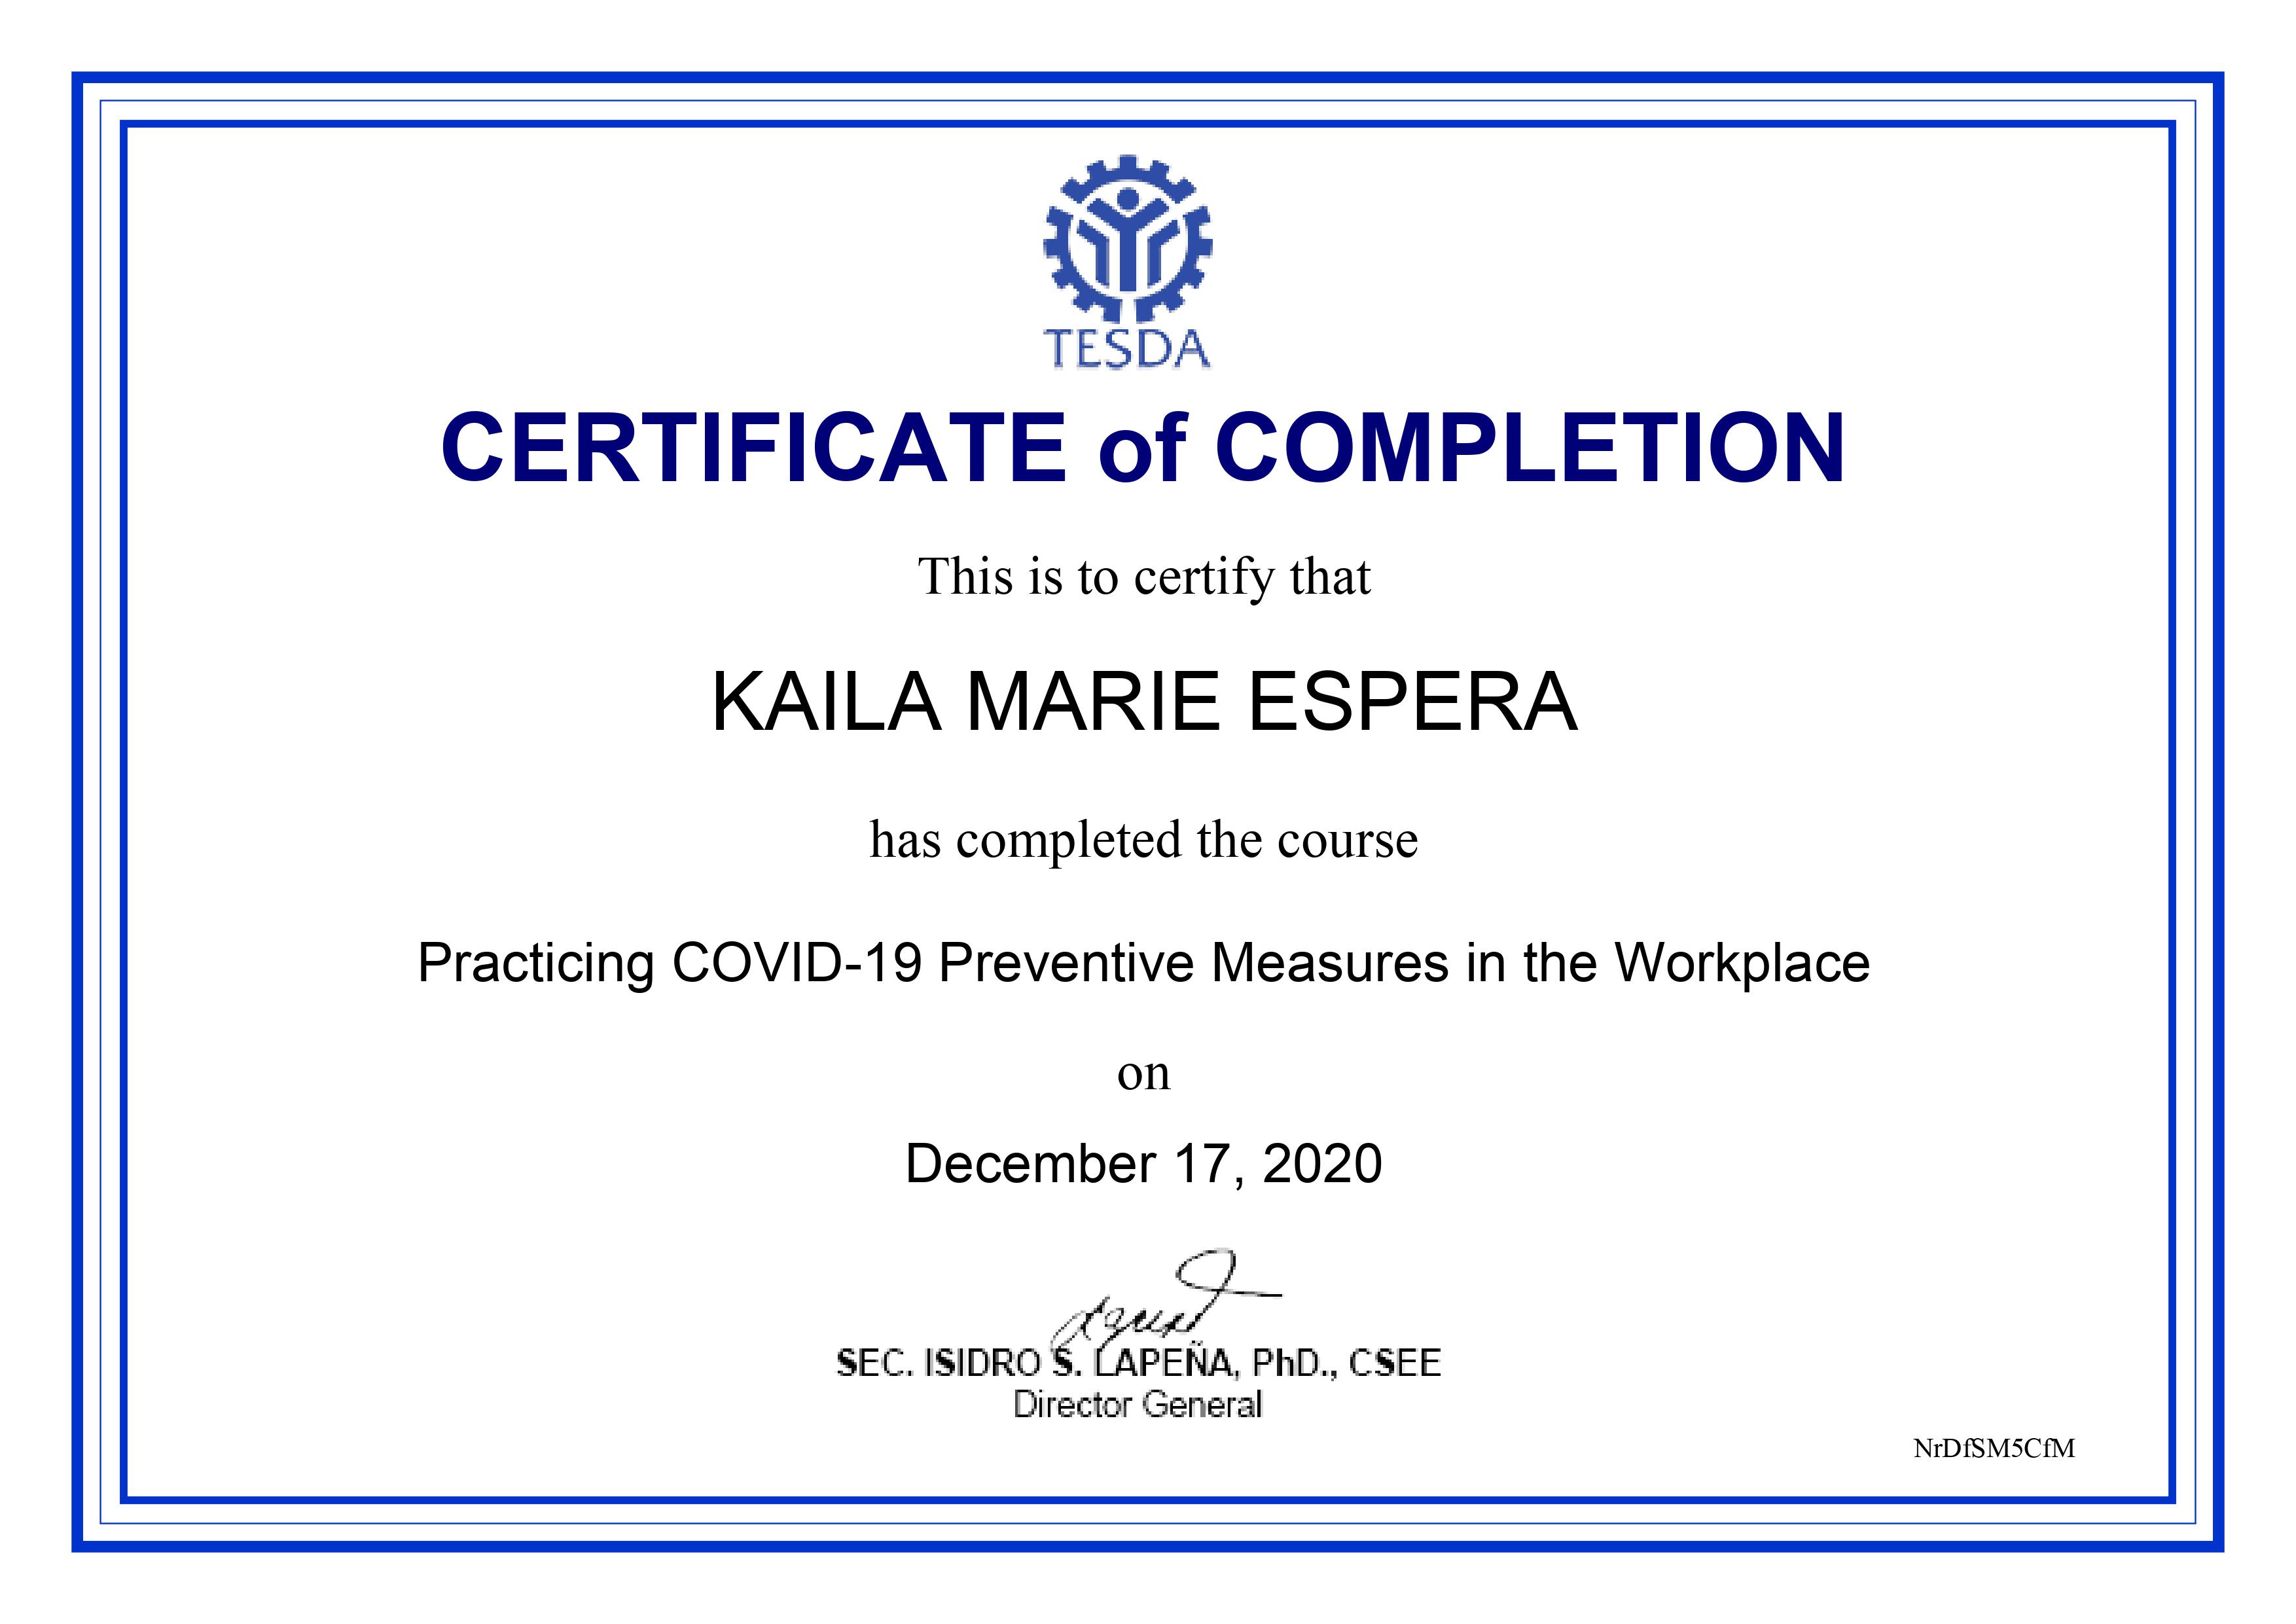 TESDA
CERTIFICATE of COMPLETION
This is to certify that
KAILA MARIE ESPERA
has completed the course
Practicing COVID-19 Preventive Measures in the Workplace
on
December 17, 2020
SEC. ISIDRO S. LAPEÑA, PhD., CSEE
Director General
NrDfSM5CfM